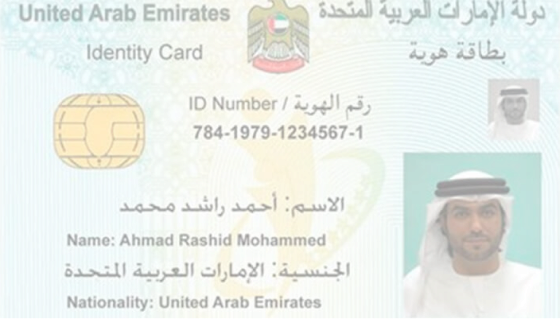 United Arab Emirates دولة الإمارات العربية المتحدة
Identity Card بطاقة هوية
ID Number / رقم الهوية
784-1979-1234567-1
الاسم: أحمد راشد محمد
Name: Ahmad Rashid Mohammed
الجنسية: الإمارات العربية المتحدة
Nationality: United Arab Emirates